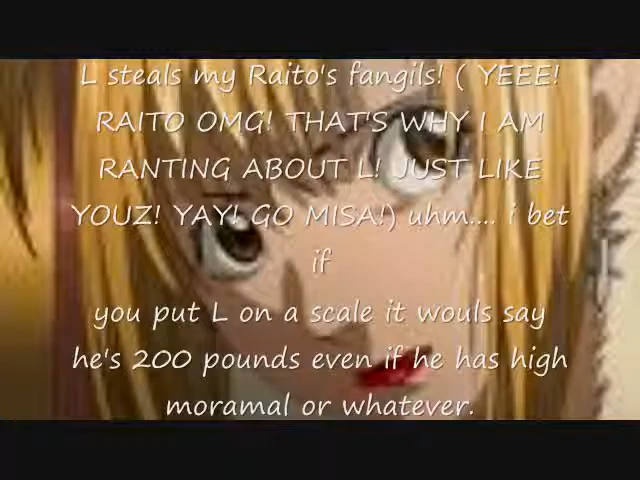 L steals my Raito's fangils! ( YEEE!
RAITO OMG! THAT'S WHY I AM
RANTING ABOUT L! JUST LIKE
YOUZ! YAY! GO MISA!) uhm.... i bet
if
you put L on a scale it wouls say
he's 200 pounds even if he has high
moramal or whatever.